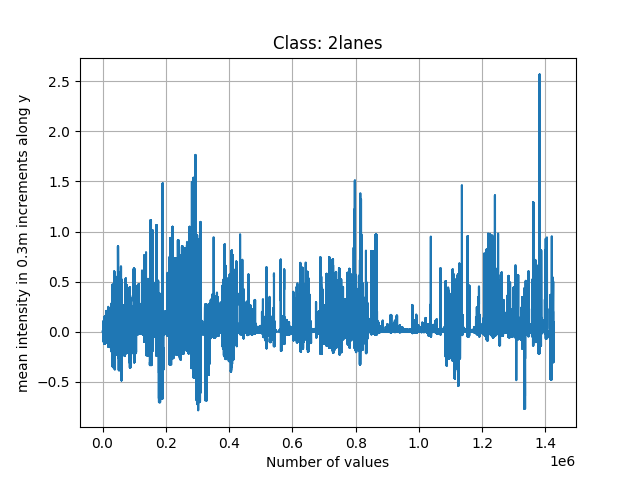 Class: 2lanes
mean intensity in 0.3m increments along y
2.5
2.0
1.5
1.0
0.5
0.0
−0.5
0.0 0.2 0.4 0.6 0.8 1.0 1.2 1.4
1e6
Number of values